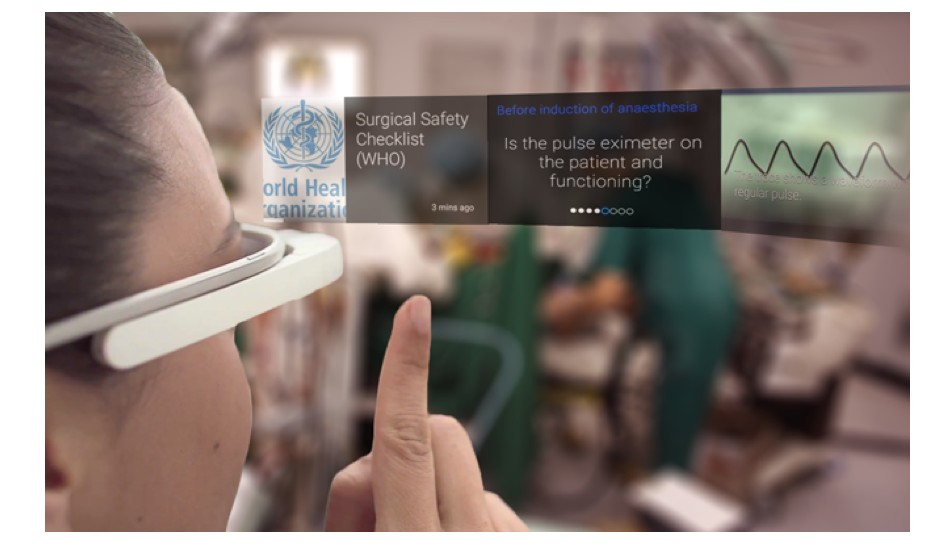 orld Heal
rganizatio
Surgical Safety
Checklist
(WHO)
3 mins ago
Before induction of anaesthesia
Is the pulse eximeter on
the patient and
functioning?
regular pulse.